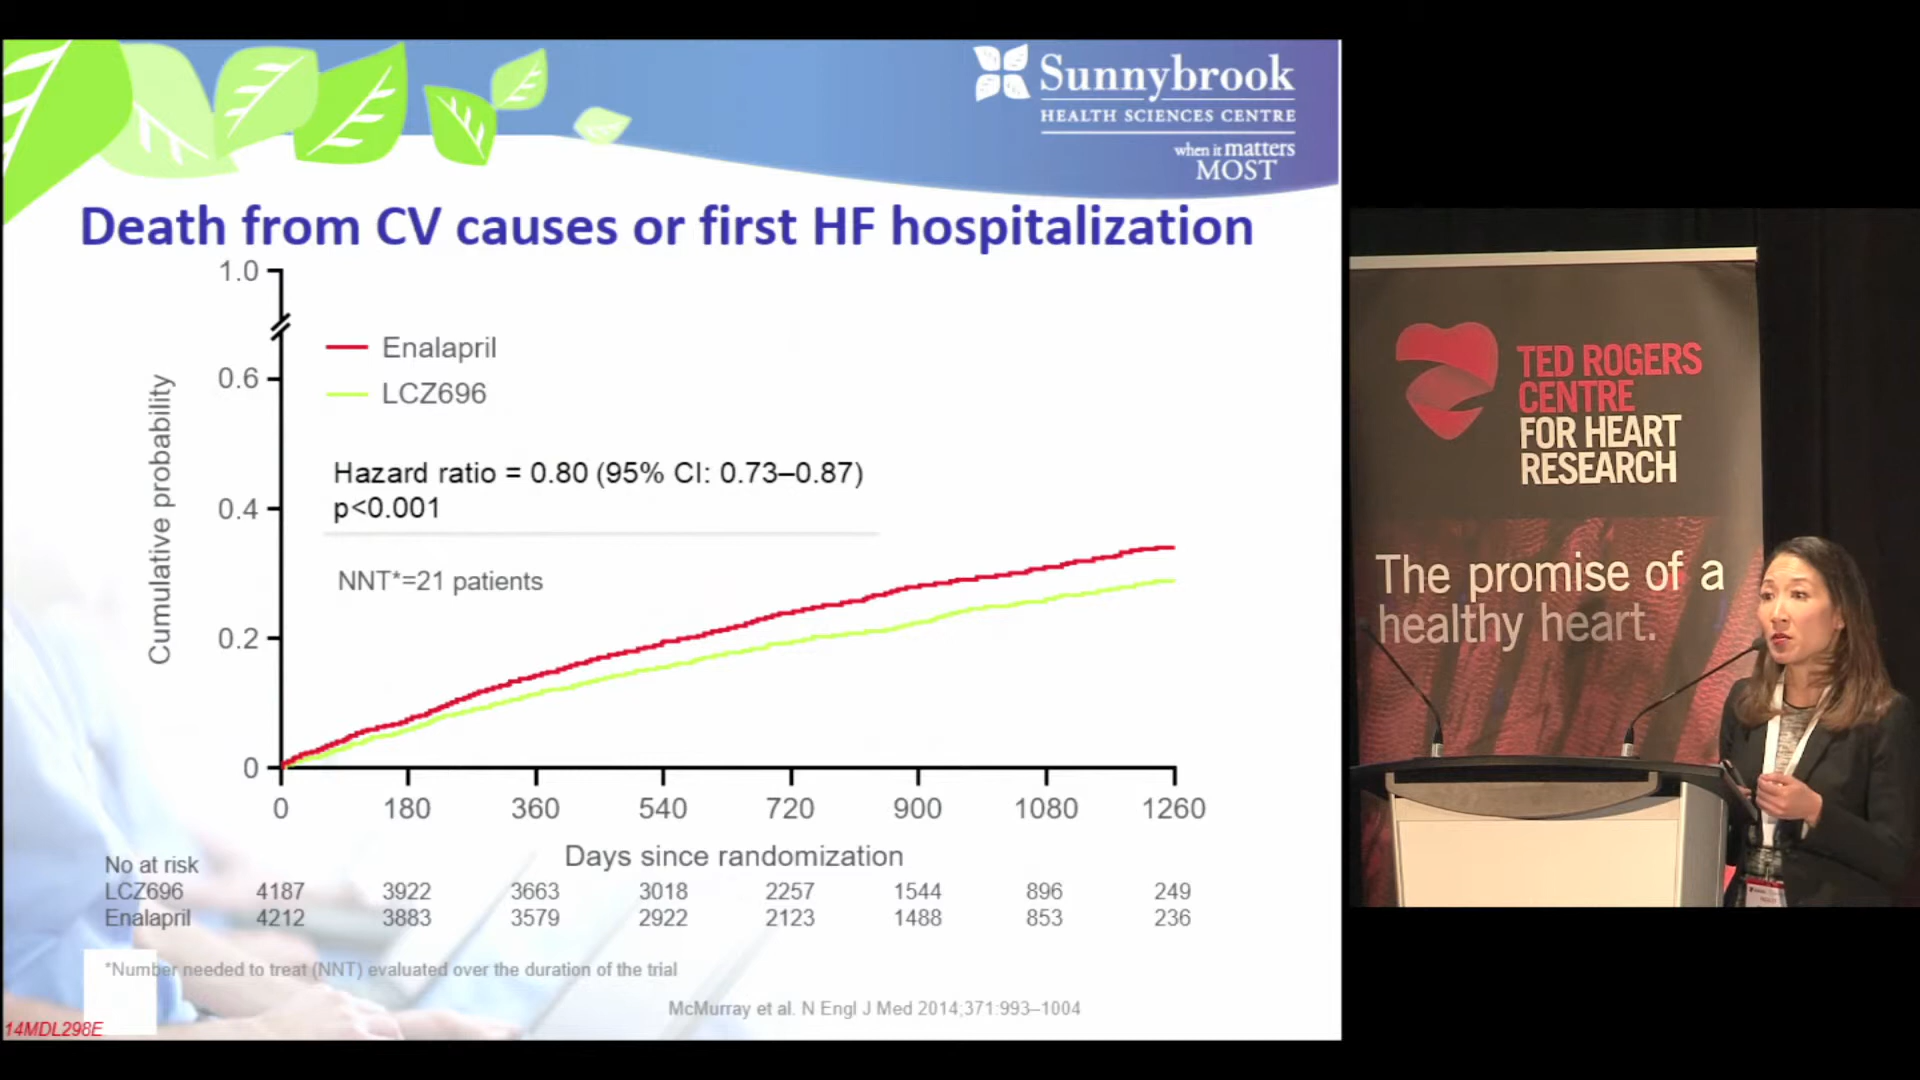 Sunnybrook
HEALTH SCIENCES CENTRE
when it matters
MOST
Death from CV causes or first HF hospitalization
1.0
0.6
0.4
0.2
0
Cumulative probability
Enalapril
LCZ696
Hazard ratio = 0.80 (95% CI: 0.73–0.87)
p<0.001
NNT*=21 patients
0 180 360 540 720 900 1080 1260
Days since randomization
No at risk
LCZ696 4187 3922 3663 3018 2257 1544 896 249
Enalapril 4212 3883 3579 2922 2123 1488 853 236
*Number needed to treat (NNT) evaluated over the duration of the trial
McMurray et al. N Engl J Med 2014;371:993–1004
14MDL298E
TED ROGERS
CENTRE
FOR HEART
RESEARCH
The promise of a
healthy heart.